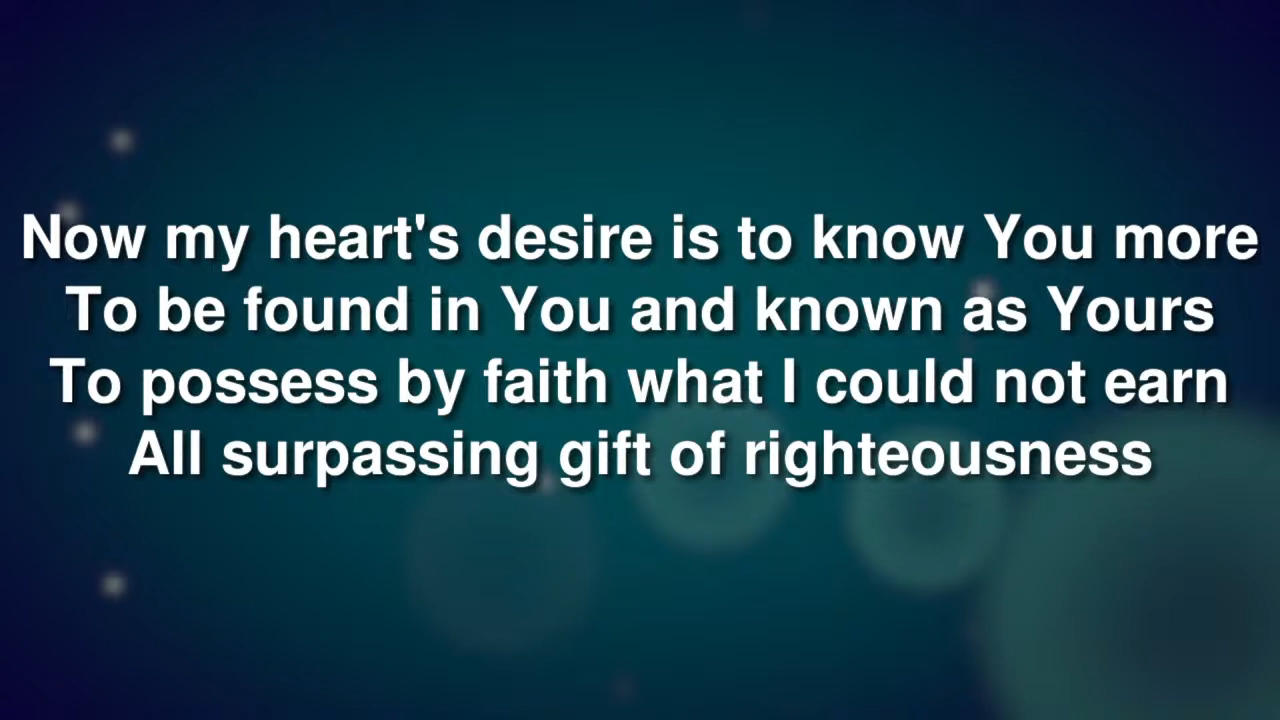 Now my heart's desire is to know You more
To be found in You and known as Yours
To possess by faith what I could not earn
All surpassing gift of righteousness